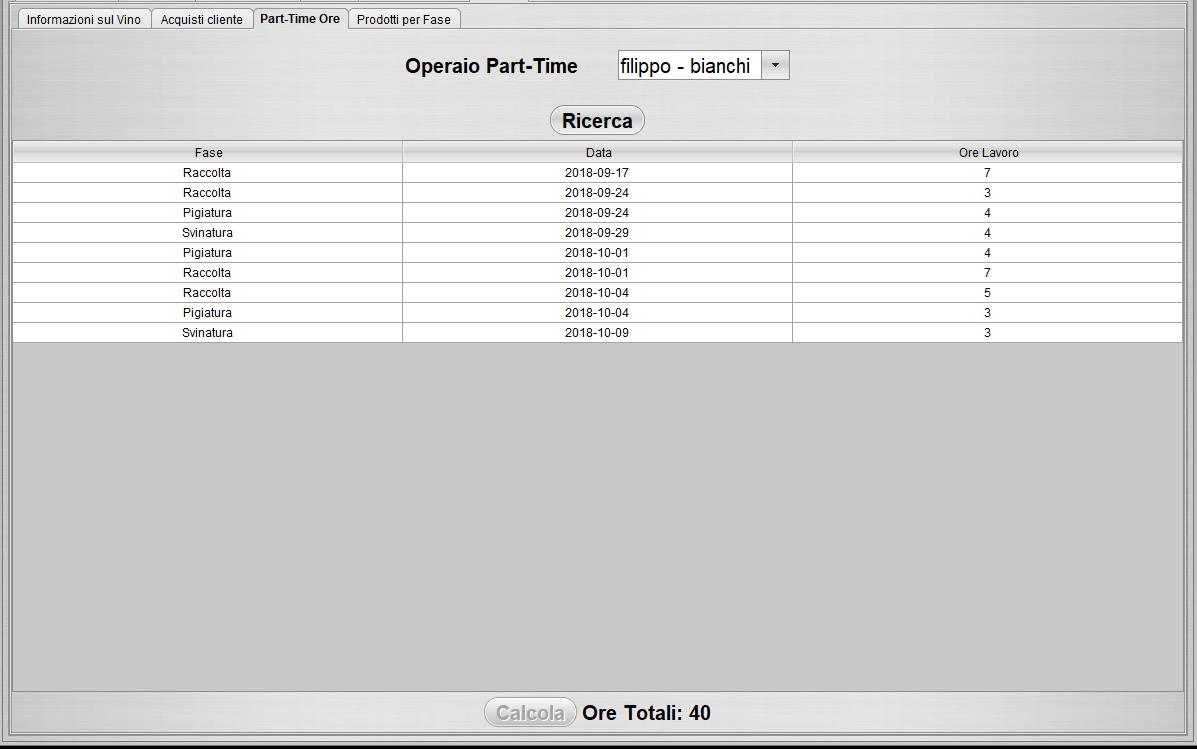 Informazioni sul Vino Acquisti cliente Part-Time Ore Prodotti per Fase
Operaio Part-Time filippo - bianchi
Ricerca
Fase Data Ore Lavoro
Raccolta 2018-09-17 7
Raccolta 2018-09-24 3
Pigiatura 2018-09-24 4
Svinatura 2018-09-29 4
Pigiatura 2018-10-01 4
Raccolta 2018-10-01 7
Raccolta 2018-10-04 5
Pigiatura 2018-10-04 3
Svinatura 2018-10-09 3
Calcola Ore Totali: 40